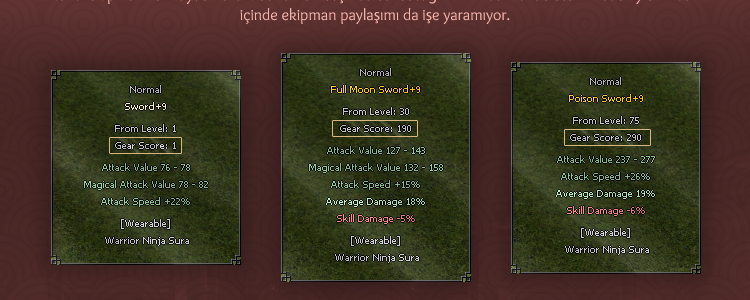 içinde ekipman paylaşımı da işe yaramıyor.
Normal
Sword+9
From Level: 1
Gear Score: 1
Attack Value 76 - 78
Magical Attack Value 78 - 82
Attack Speed +22%
[Wearable]
Warrior Ninja Sura
Normal
Full Moon Sword+9
From Level: 30
Gear Score: 190
Attack Value 127 - 143
Magical Attack Value 132 - 158
Attack Speed +15%
Average Damage 18%
Skill Damage -5%
[Wearable]
Warrior Ninja Sura
Normal
Poison Sword+9
From Level: 75
Gear Score: 290
Attack Value 237 - 277
Attack Speed +26%
Average Damage 19%
Skill Damage -6%
[Wearable]
Warrior Ninja Sura